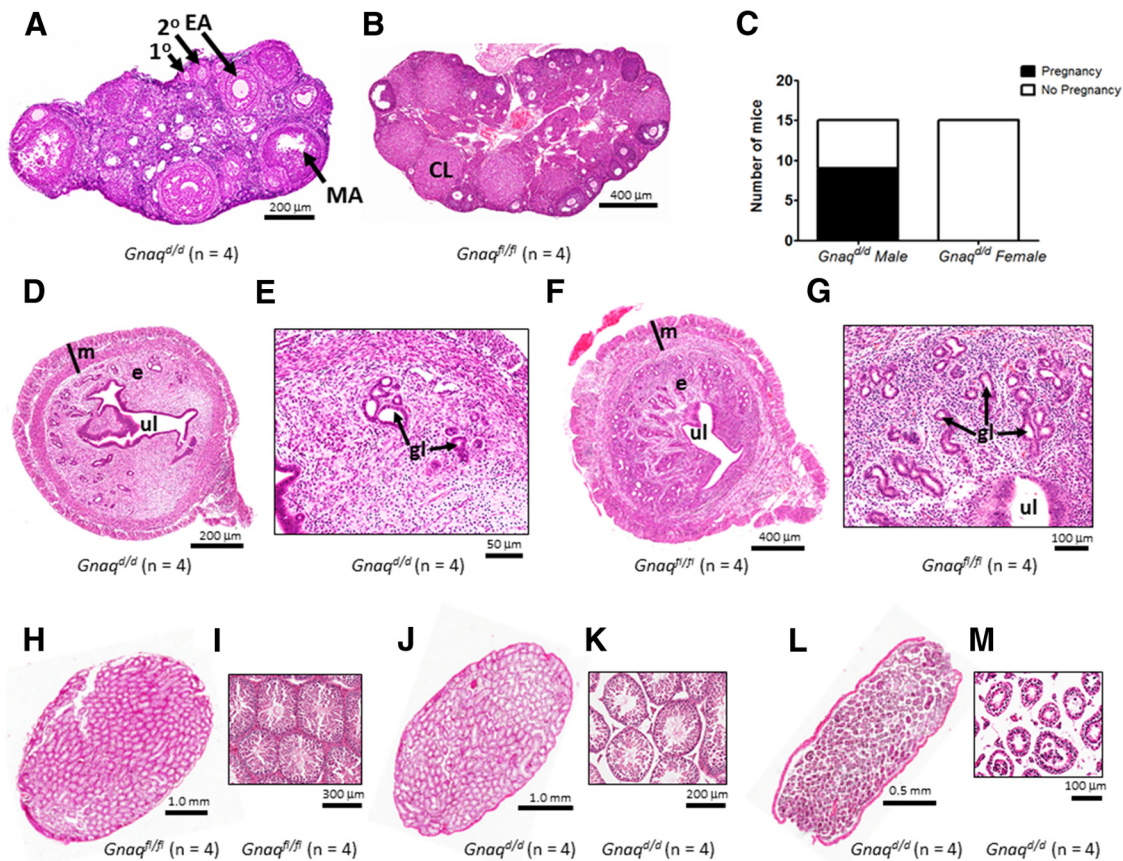 A
2º EA
1º
MA
200 µm
Gnaq^d/d (n = 4)
B
CL
400 µm
Gnaq^fl/fl (n = 4)
C
Pregnancy
No Pregnancy
Number of mice
20
15
10
5
0
Gnaq^d/d Male
Gnaq^d/d Female
D
m
e
ul
200 µm
Gnaq^d/d (n = 4)
E
gl
50 µm
Gnaq^d/d (n = 4)
F
m
e
ul
400 µm
Gnaq^fl/fl (n = 4)
G
gl
ul
100 µm
Gnaq^fl/fl (n = 4)
H
1.0 mm
Gnaq^fl/fl (n = 4)
I
300 µm
Gnaq^fl/fl (n = 4)
J
1.0 mm
Gnaq^d/d (n = 4)
K
200 µm
Gnaq^d/d (n = 4)
L
0.5 mm
Gnaq^d/d (n = 4)
M
100 µm
Gnaq^d/d (n = 4)